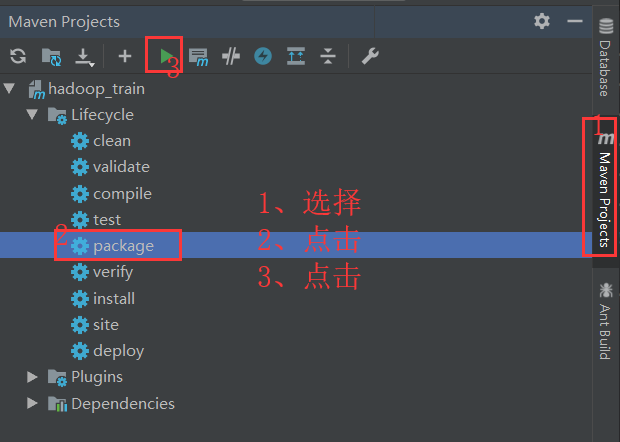 Maven Projects
3
hadoop_train
Lifecycle
clean
validate
compile
test
2 package
verify
install
site
deploy
Plugins
Dependencies
1、选择
2、点击
3、点击
Database
1
m Maven Projects
Ant Build